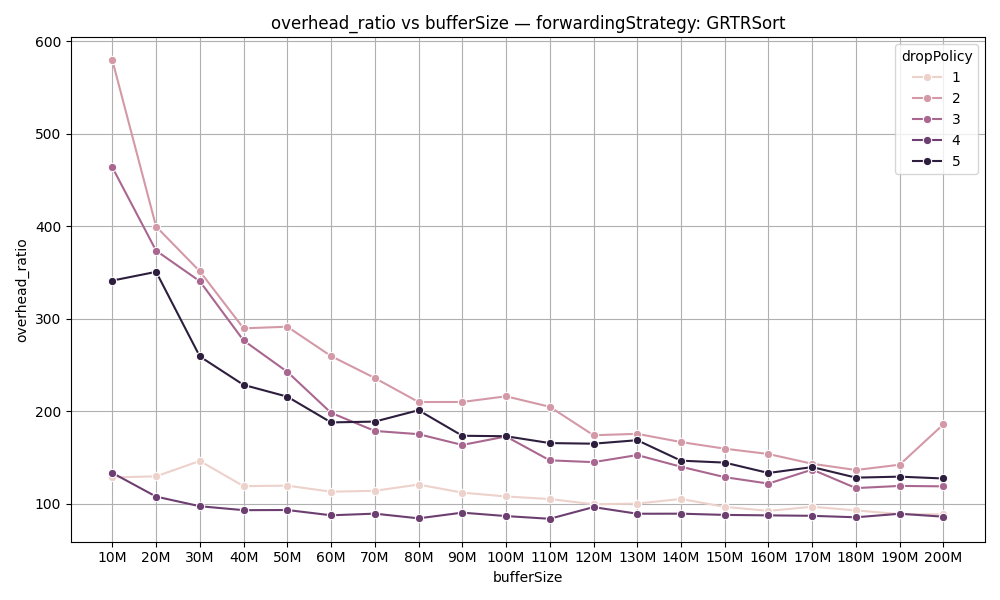 overhead_ratio vs bufferSize — forwardingStrategy: GRTRSort
dropPolicy
1
2
3
4
5
overhead_ratio
600
500
400
300
200
100
10M 20M 30M 40M 50M 60M 70M 80M 90M 100M 110M 120M 130M 140M 150M 160M 170M 180M 190M 200M
bufferSize